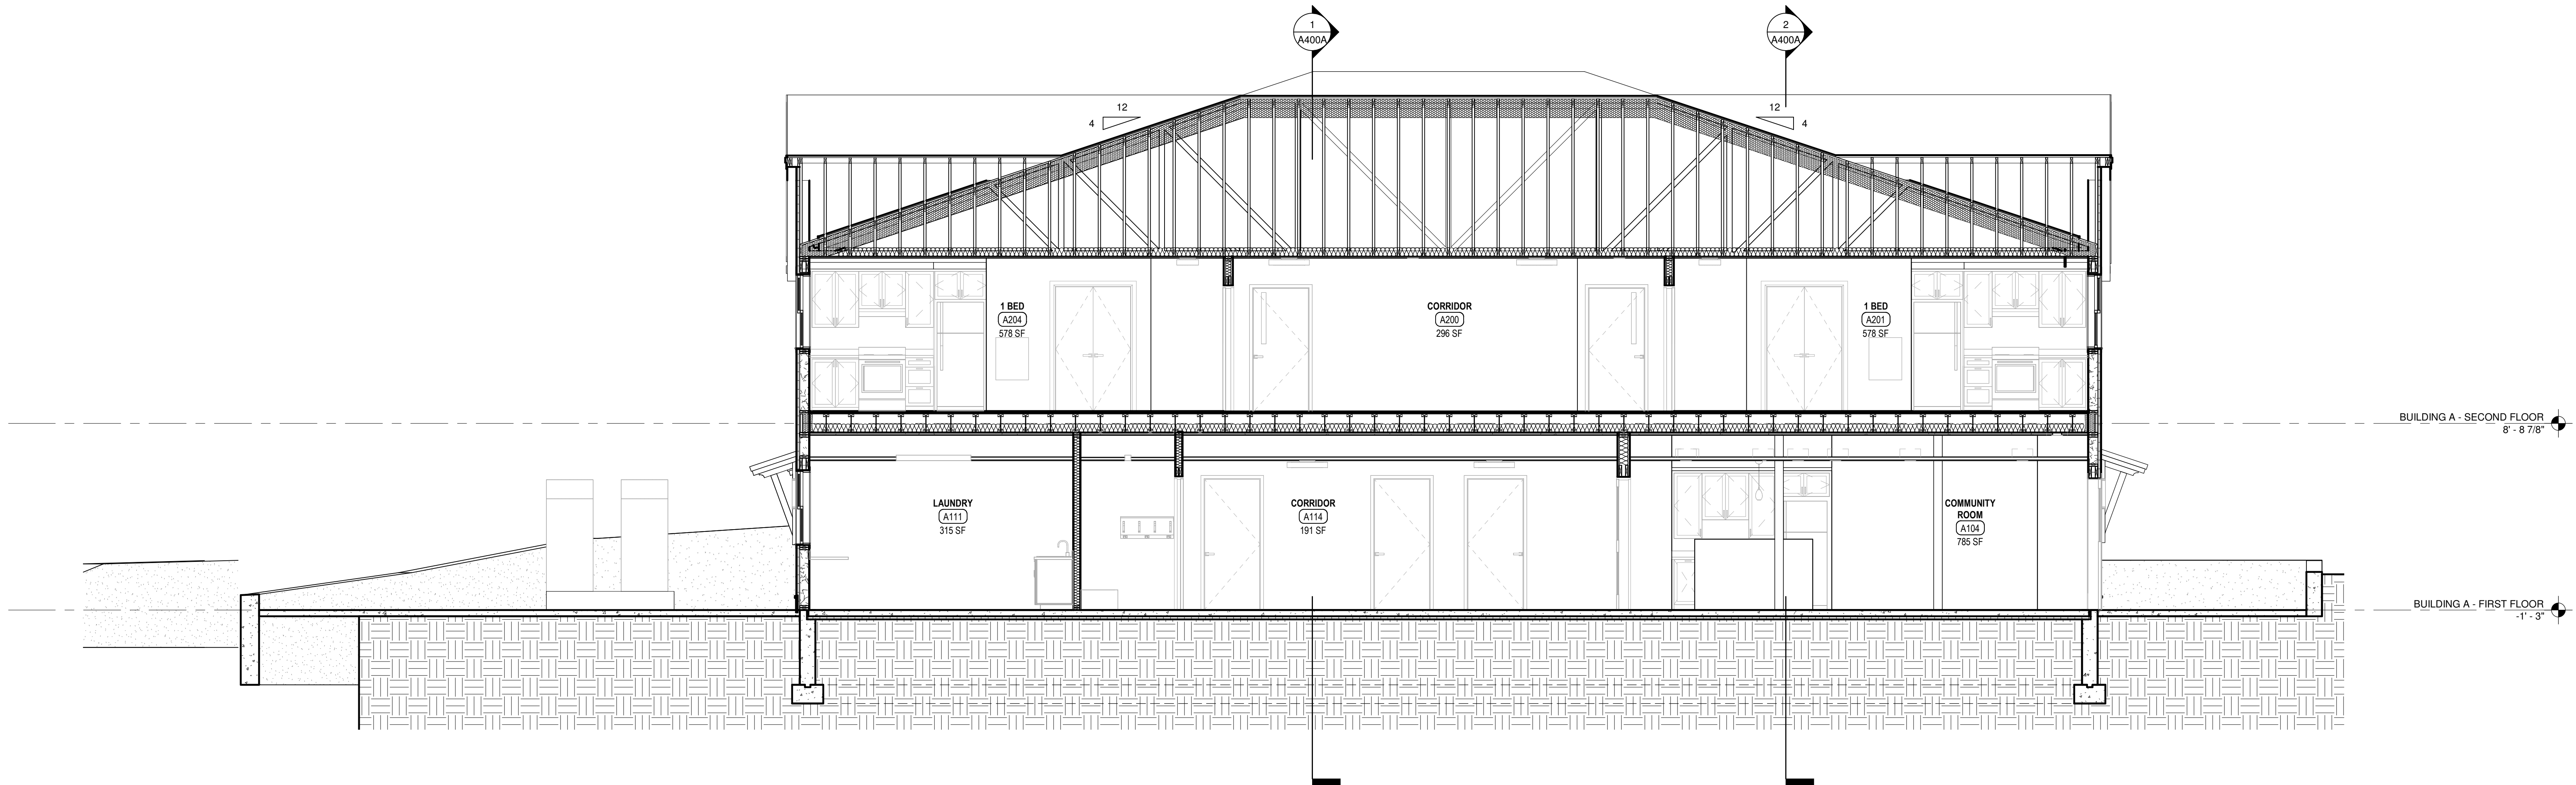 1
A400A
2
A400A
12
4
12
4
1 BED
A204
578 SF
CORRIDOR
A200
296 SF
1 BED
A201
578 SF
BUILDING A - SECOND FLOOR
8' - 8 7/8"
LAUNDRY
A111
315 SF
CORRIDOR
A114
191 SF
COMMUNITY
ROOM
A104
785 SF
BUILDING A - FIRST FLOOR
-1' - 3"